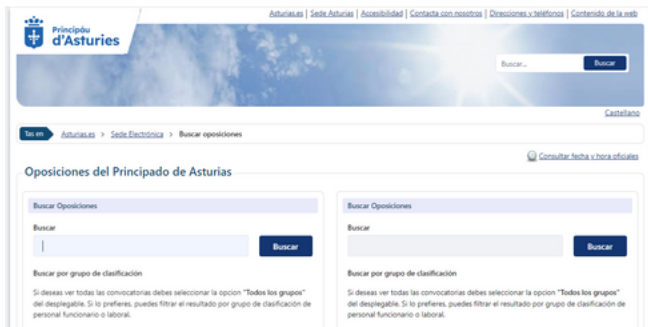 Asturias.es | Sede Asturias | Accesibilidad | Contacta con nosotros | Direcciones y teléfonos | Contenido de la web
Principáu
d'Asturies
Buscar...
Buscar
Castellano
Tas en
Asturias.es > Sede Electrónica > Buscar oposiciones
Consultar fecha y hora oficiales
Oposiciones del Principado de Asturias
Buscar Oposiciones
Buscar
Buscar
Buscar por grupo de clasificación
Si deseas ver todas las convocatorias debes seleccionar la opcion "Todos los grupos"
del desplegable. Si lo prefieres, puedes filtrar el resultado por grupo de clasificación de
personal funcionario o laboral.
Buscar Oposiciones
Buscar
Buscar
Buscar por grupo de clasificación
Si deseas ver todas las convocatorias debes seleccionar la opcion "Todos los grupos"
del desplegable. Si lo prefieres, puedes filtrar el resultado por grupo de clasificación de
personal funcionario o laboral.